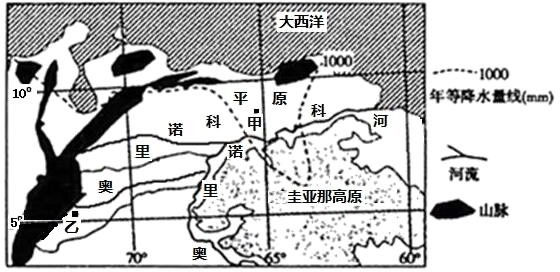 大西洋
1000
10°
平 原
甲
诺 科 科 河
里 诺
奥 里
圭亚那高原
5°
乙
奥
70° 65° 60°
1000
年等降水量线(mm)
河流
山脉